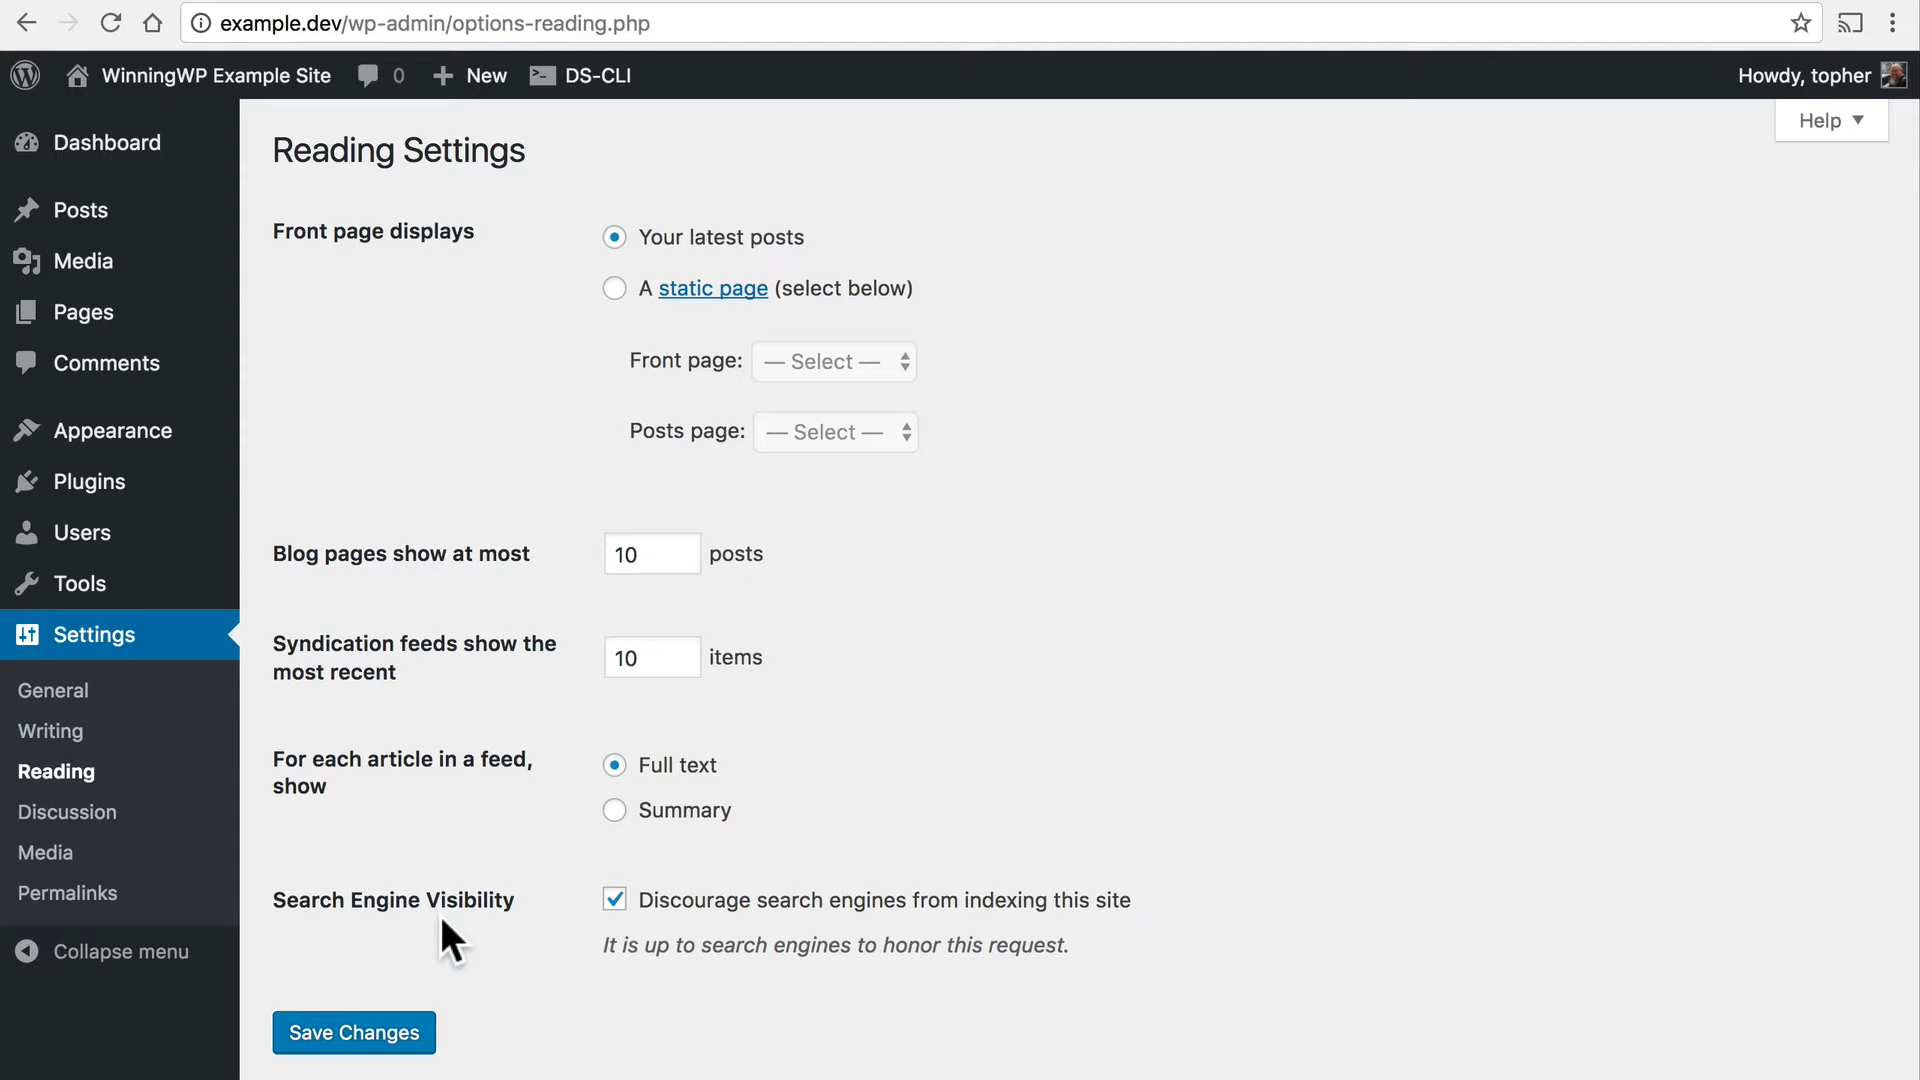 example.dev/wp-admin/options-reading.php
WinningWP Example Site 0 New DS-CLI Howdy, topher
Help
Dashboard
Posts
Media
Pages
Comments
Appearance
Plugins
Users
Tools
Settings
General
Writing
Reading
Discussion
Media
Permalinks
Collapse menu
Reading Settings
Front page displays
Your latest posts
A static page (select below)
Front page: — Select —
Posts page: — Select —
Blog pages show at most 10 posts
Syndication feeds show the
most recent
10 items
For each article in a feed,
show
Full text
Summary
Search Engine Visibility
Discourage search engines from indexing this site
It is up to search engines to honor this request.
Save Changes